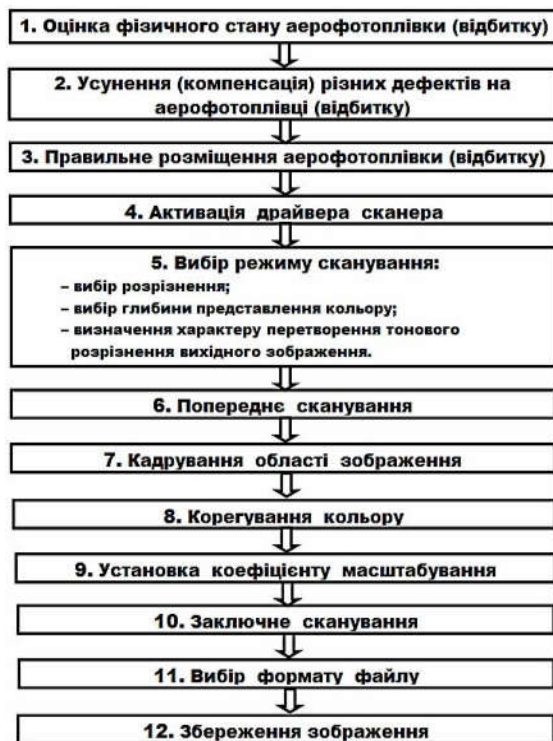 1. Оцінка фізичного стану аерофотоплівки (відбитку)
2. Усунення (компенсація) різних дефектів на
аерофотоплівці (відбитку)
3. Правильне розміщення аерофотоплівки (відбитку)
4. Активація драйвера сканера
5. Вибір режиму сканування:
– вибір розрізнення;
– вибір глибини представлення кольору;
– визначення характеру перетворення тонового
розрізнення вихідного зображення.
6. Попереднє сканування
7. Кадрування області зображення
8. Корегування кольору
9. Установка коефіцієнту масштабування
10. Заключне сканування
11. Вибір формату файлу
12. Збереження зображення